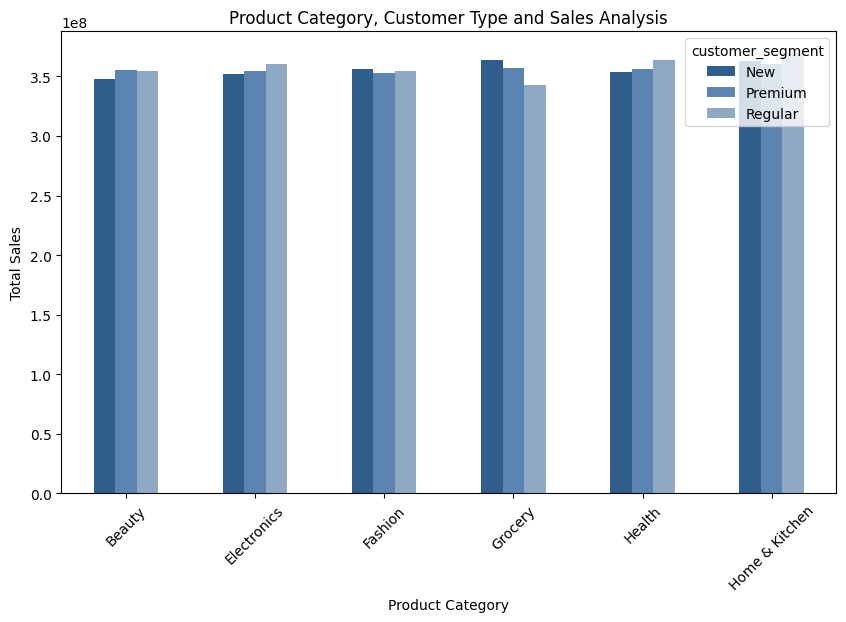 Product Category, Customer Type and Sales Analysis
1e8
customer_segment
New
Premium
Regular
3.5
3.0
2.5
2.0
1.5
1.0
0.5
0.0
Total Sales
Beauty
Electronics
Fashion
Grocery
Health
Home & Kitchen
Product Category